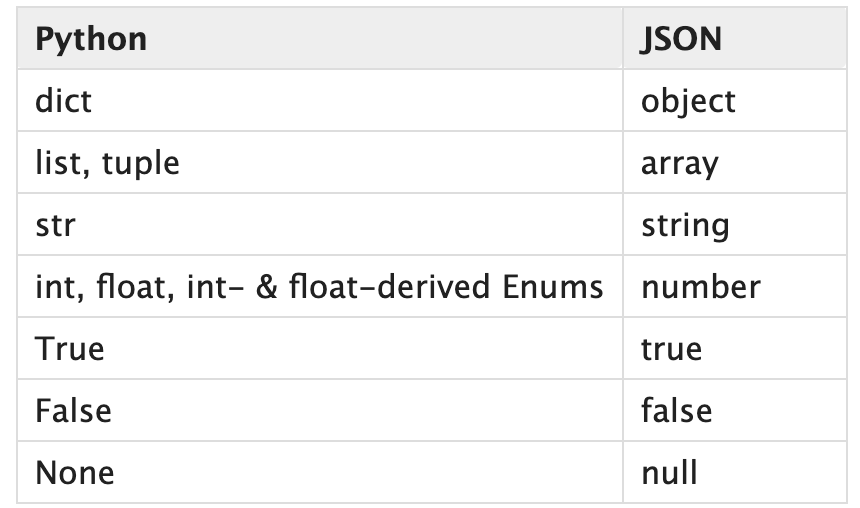 Python JSON
dict object
list, tuple array
str string
int, float, int- & float-derived Enums number
True true
False false
None null